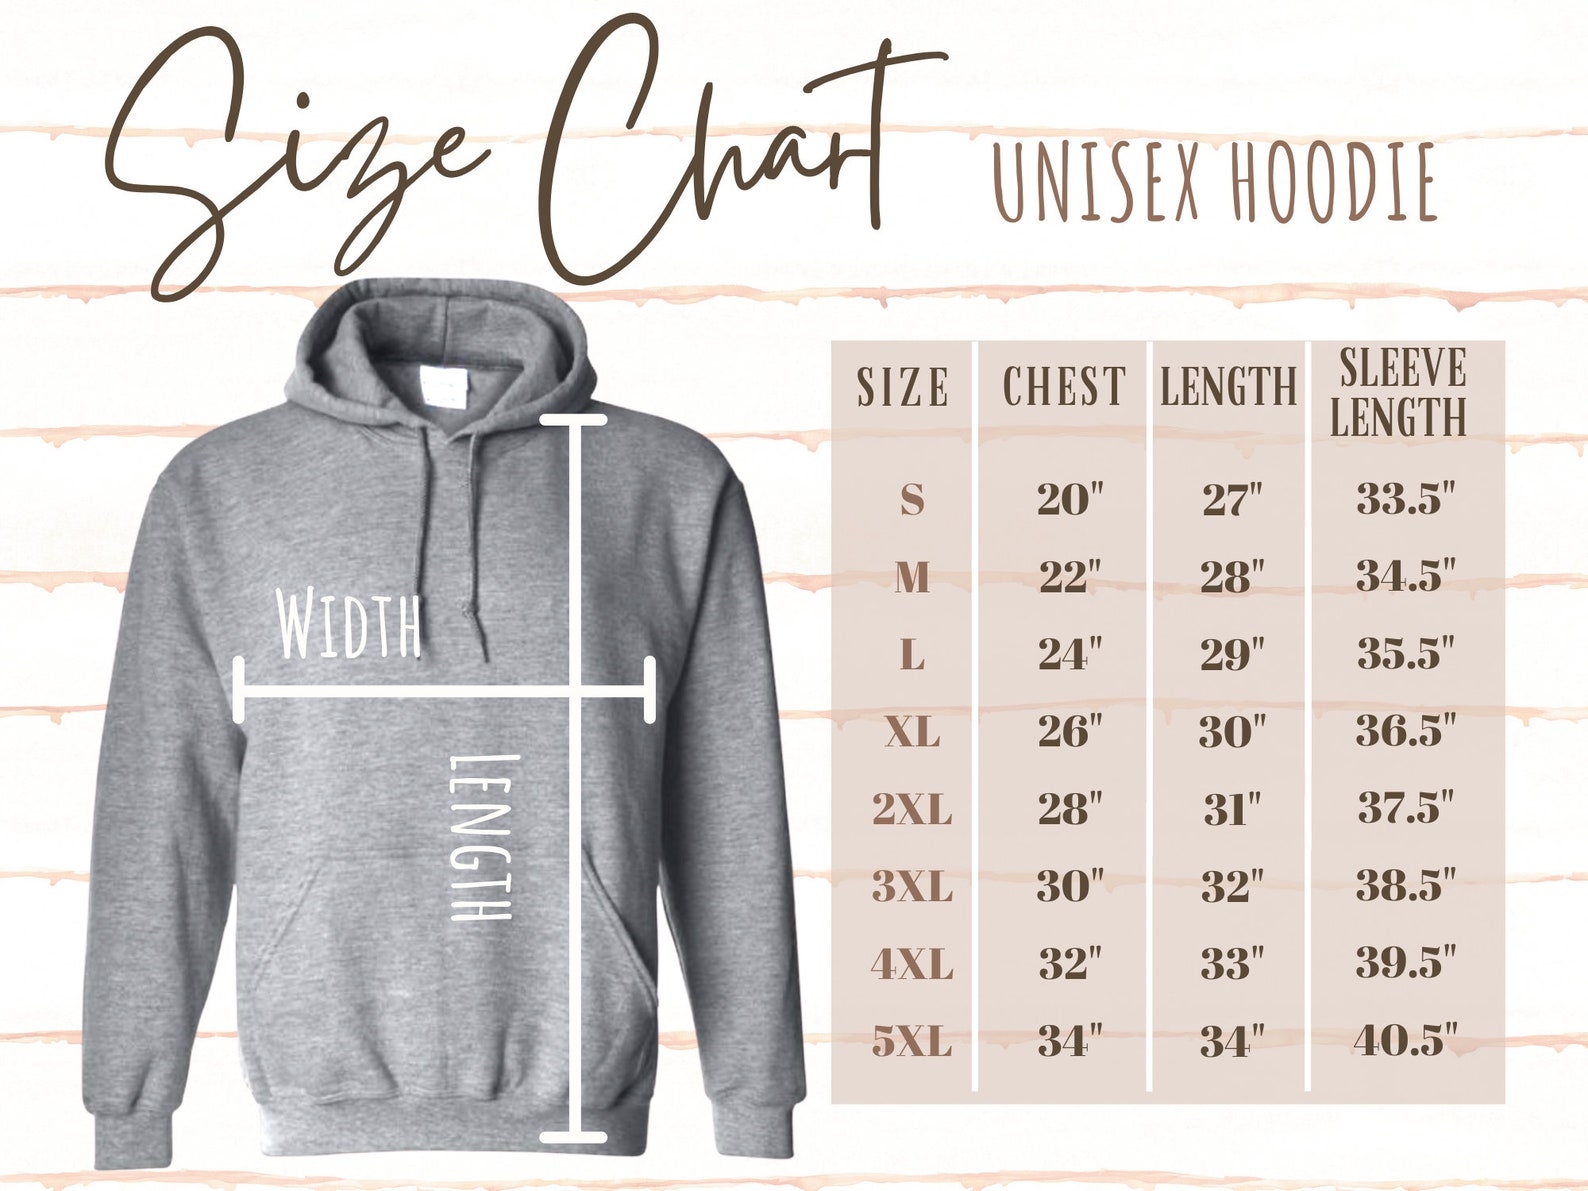 Size Chart
UNISEX HOODIE
WIDTH
LENGTH
SIZE CHEST LENGTH SLEEVE LENGTH
S 20" 27" 33.5"
M 22" 28" 34.5"
L 24" 29" 35.5"
XL 26" 30" 36.5"
2XL 28" 31" 37.5"
3XL 30" 32" 38.5"
4XL 32" 33" 39.5"
5XL 34" 34" 40.5"